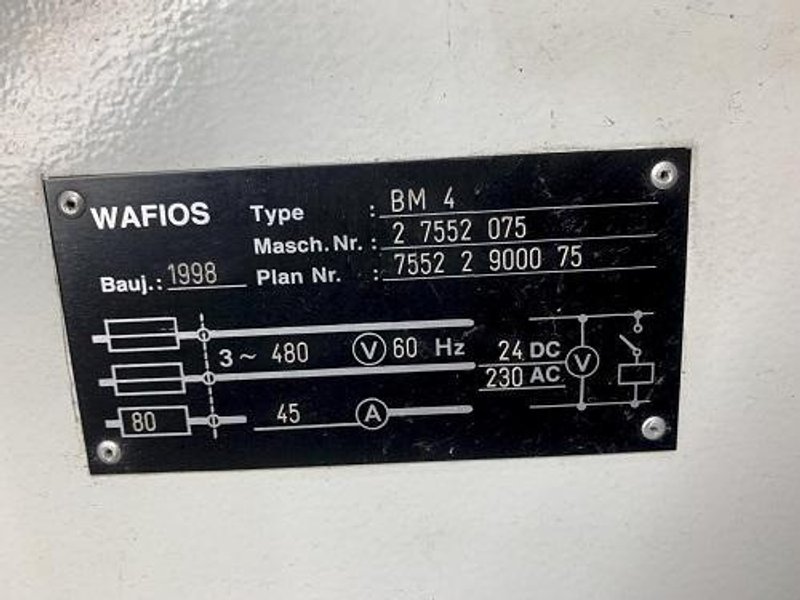 WAFIOS Type : BM 4
Masch. Nr. : 2 7552 075
Bauj.: 1998 Plan Nr. : 7552 2 9000 75
3 ~ 480 V 60 Hz 24 DC V
230 AC
80 45 A